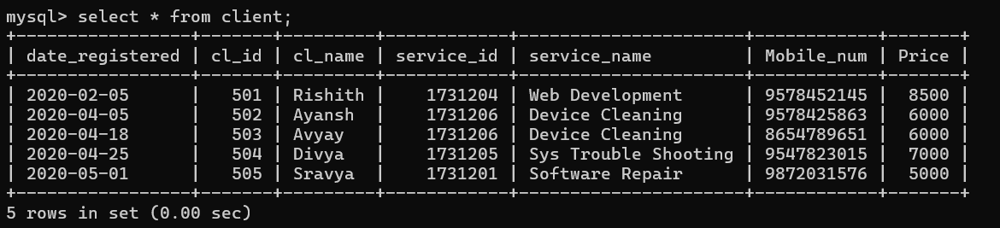 mysql> select * from client;
+-----------------+-------+----------+------------+----------------------+-------------+-------+
| date_registered | cl_id | cl_name | service_id | service_name         | Mobile_num | Price |
+-----------------+-------+---------+------------+----------------------+------------+-------+
| 2020-02-05      |   501 | Rishith |    1731204 | Web Development      | 9578452145 |  8500 |
| 2020-04-05      |   502 | Ayansh  |    1731206 | Device Cleaning      | 9578425863 |  6000 |
| 2020-04-18      |   503 | Avyay   |    1731206 | Device Cleaning      | 8654789651 |  6000 |
| 2020-04-25      |   504 | Divya   |    1731205 | Sys Trouble Shooting | 9547823015 |  7000 |
| 2020-05-01      |   505 | Sravya  |    1731201 | Software Repair      | 9872031576 |  5000 |
+-----------------+-------+---------+------------+----------------------+------------+-------+
5 rows in set (0.00 sec)